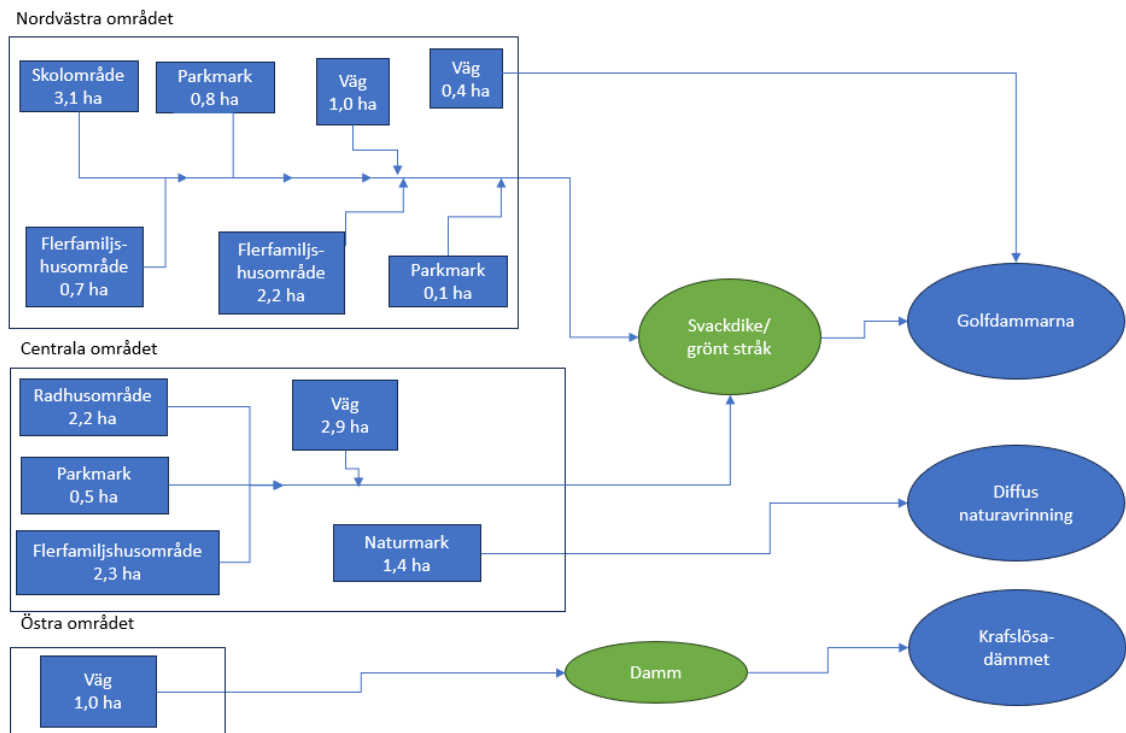 Nordvästra området
Skolområde
3,1 ha
Parkmark
0,8 ha
Väg
1,0 ha
Väg
0,4 ha
Flerfamiljs-
husområde
0,7 ha
Flerfamiljs-
husområde
2,2 ha
Parkmark
0,1 ha
Svackdike/
grönt stråk
Golfdammarna
Centrala området
Radhusområde
2,2 ha
Väg
2,9 ha
Parkmark
0,5 ha
Flerfamiljshusområde
2,3 ha
Naturmark
1,4 ha
Diffus
naturavrinning
Östra området
Väg
1,0 ha
Damm
Krafslösa-
dämmet